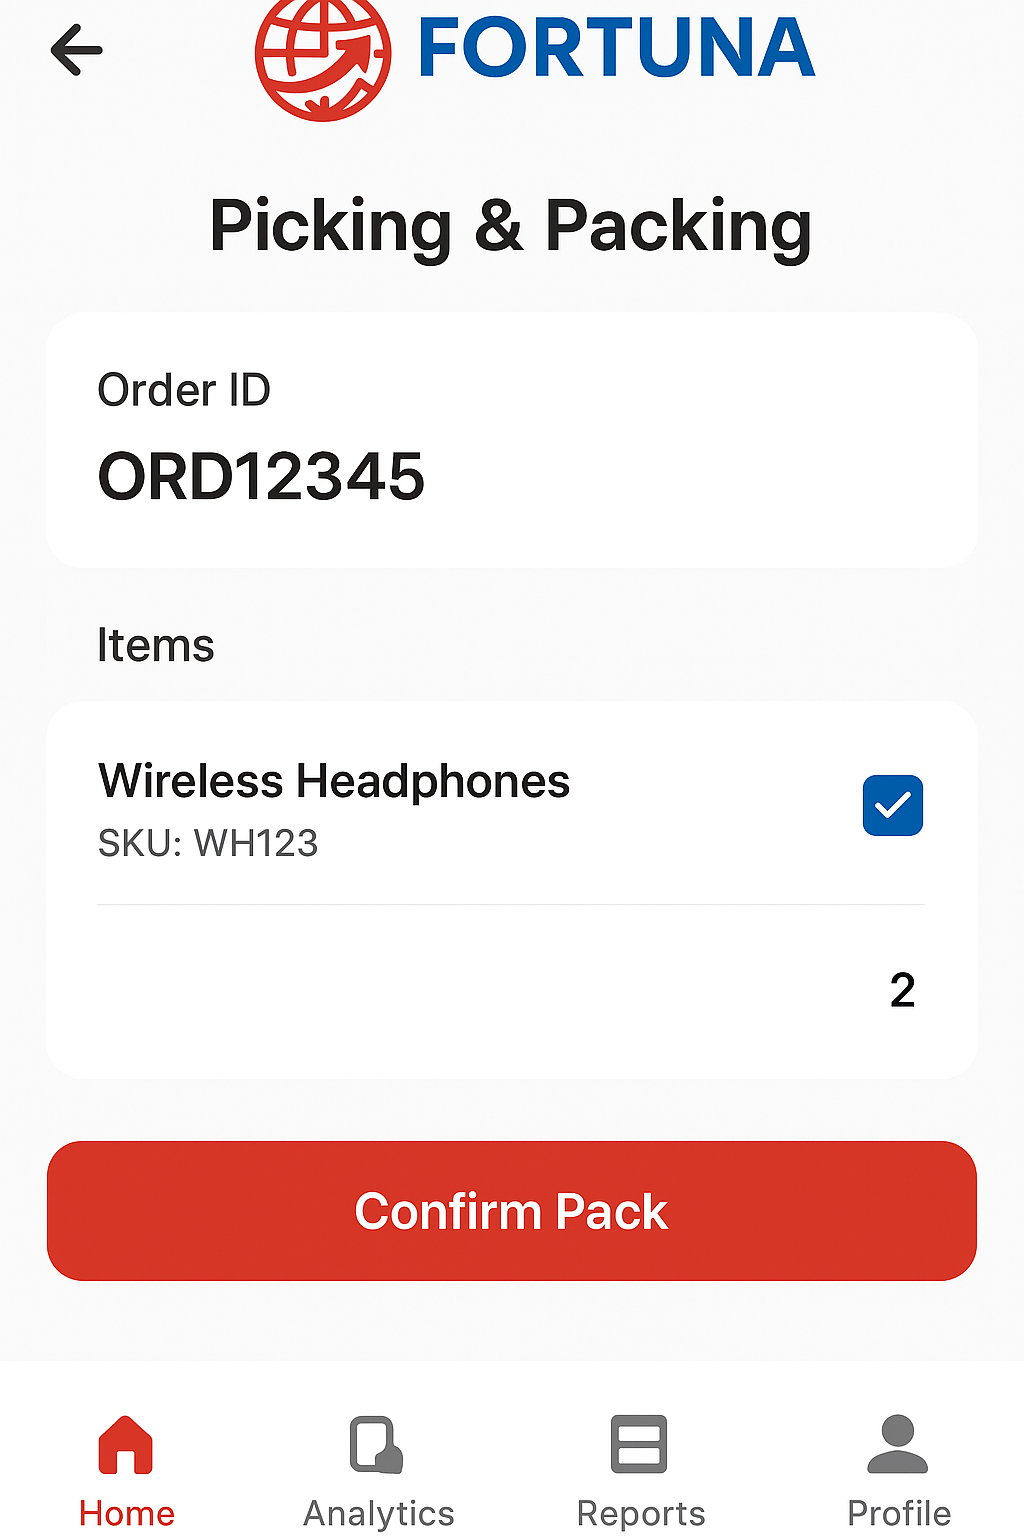 FORTUNA
Picking & Packing
Order ID
ORD12345
Items
Wireless Headphones
SKU: WH123
2
Confirm Pack
Home
Analytics
Reports
Profile